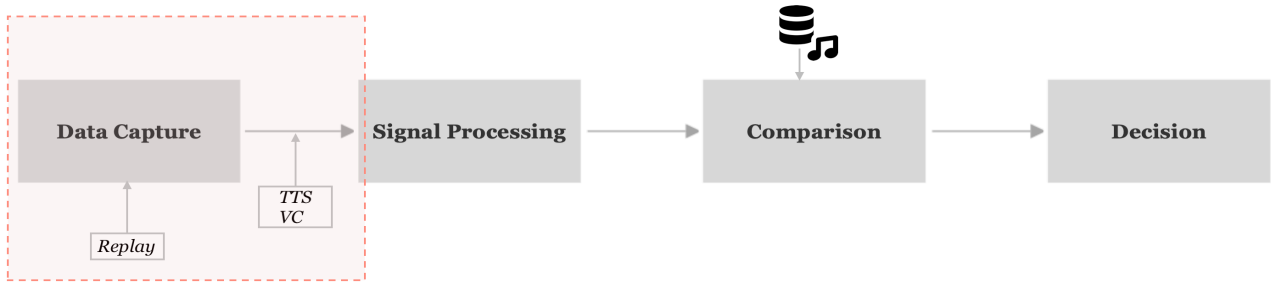 Data Capture
Signal Processing
Comparison
Decision
TTS
VC
Replay